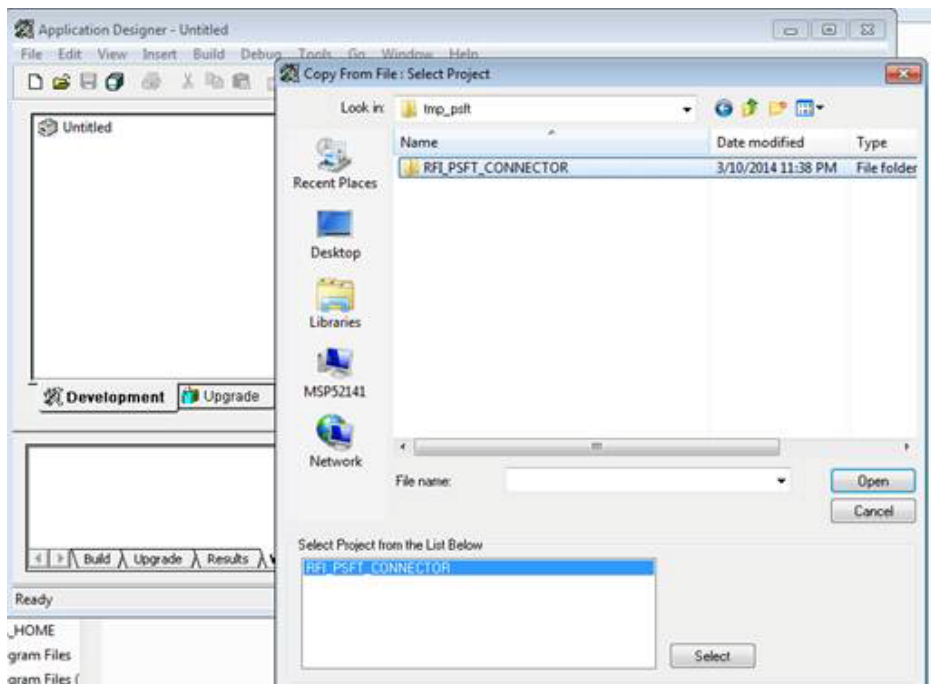 Application Designer - Untitled
File Edit View Insert Build Debug Tools Go Window Help
Untitled
Development Upgrade
Build Upgrade Results
Ready
_HOME
gram Files
gram Files (
Copy From File : Select Project
Look in: tmp_psft
Name Date modified Type
RFI_PSFT_CONNECTOR 3/10/2014 11:38 PM File folder
Recent Places
Desktop
Libraries
MSP52141
Network
File name: Open
Cancel
Select Project from the List Below
RFI_PSFT_CONNECTOR
Select